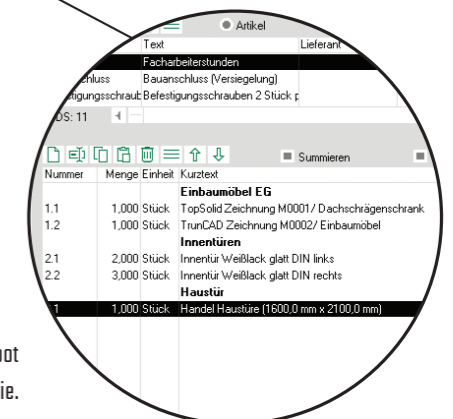 Artikel
Text Lieferant
Facharbeiterstunden
Bauanschluss (Versiegelung)
Befestigungsschrauben 2 Stück p
DS: 11
Summieren
Nummer Menge Einheit Kurztext
Einbaumöbel EG
1.1 1,000 Stück TopSolid Zeichnung M0001/ Dachschrägenschrank
1.2 1,000 Stück TrunCAD Zeichnung M0002/ Einbaumöbel
Innentüren
2.1 2,000 Stück Innentür Weißlack glatt DIN links
2.2 3,000 Stück Innentür Weißlack glatt DIN rechts
Haustür
1,000 Stück Handel Haustüre (1600,0 mm x 2100,0 mm)
ie.